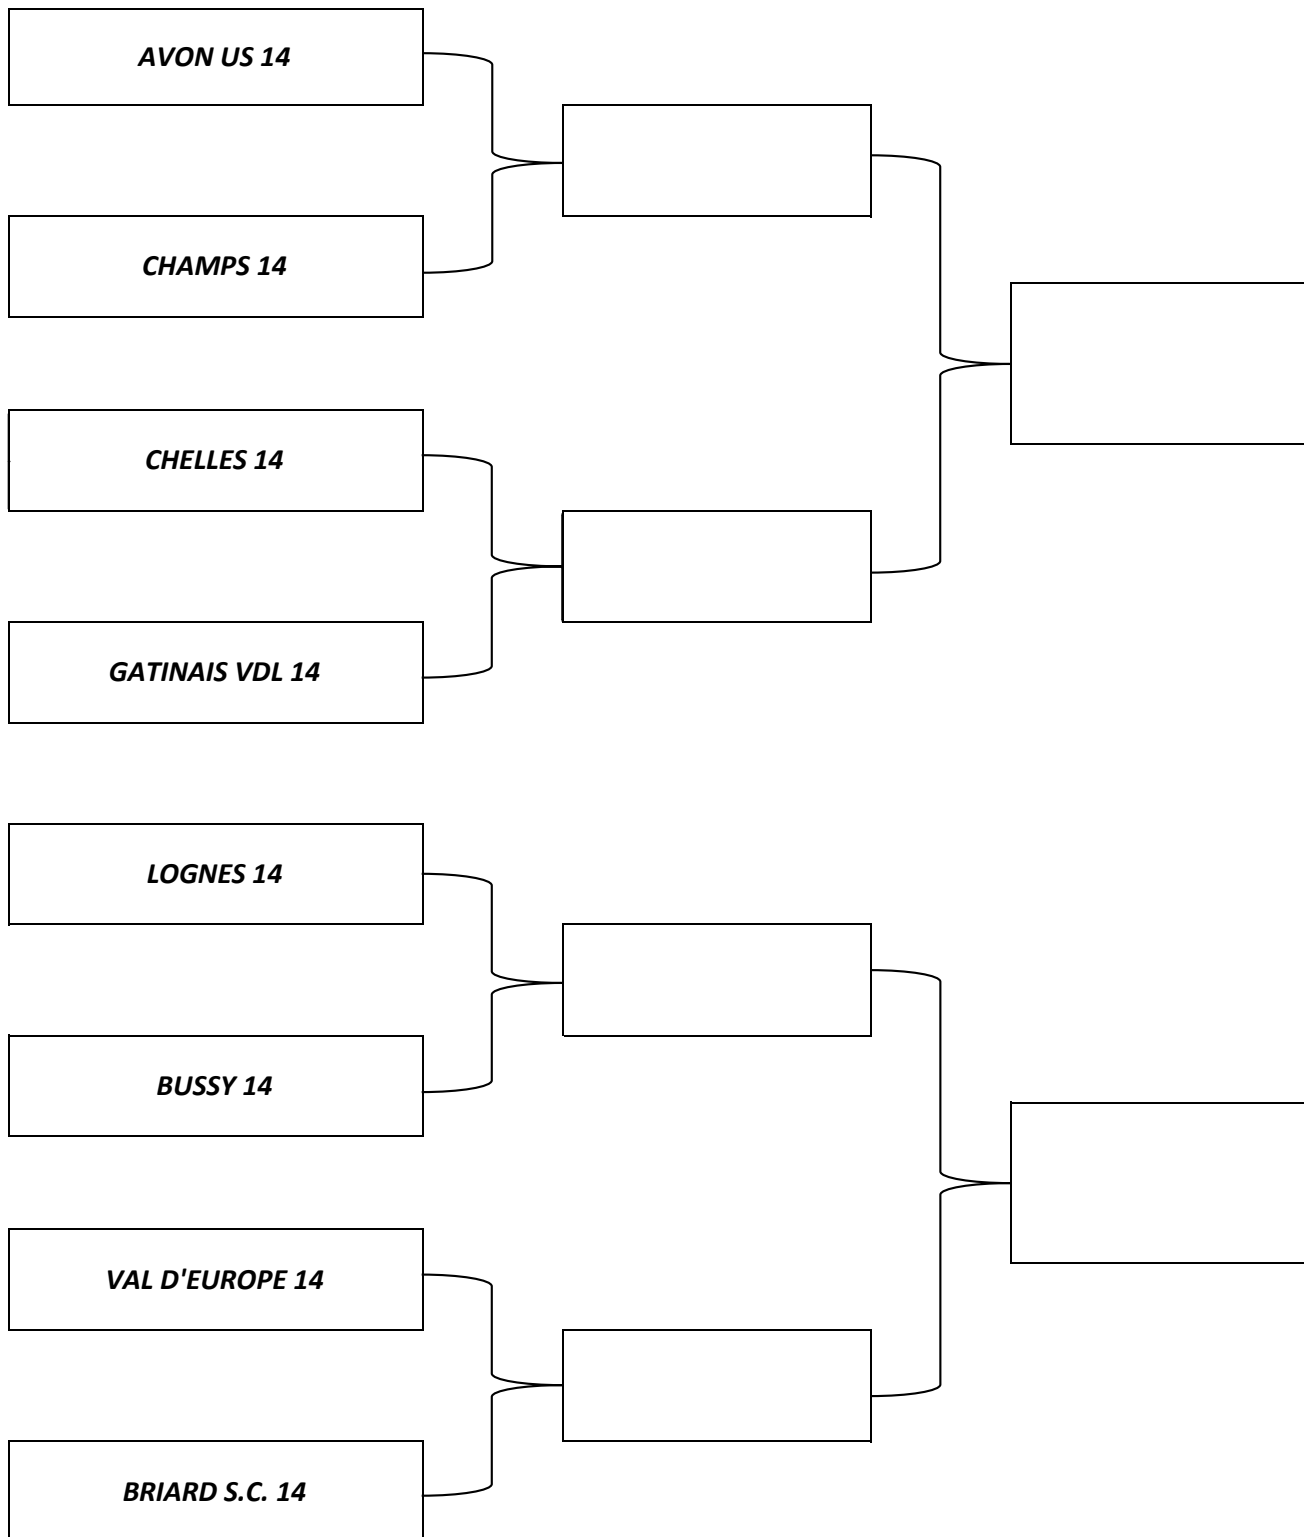 AVON US 14
CHAMPS 14
CHELLES 14
GATINAIS VDL 14
LOGNES 14
BUSSY 14
VAL D'EUROPE 14
BRIARD S.C. 14